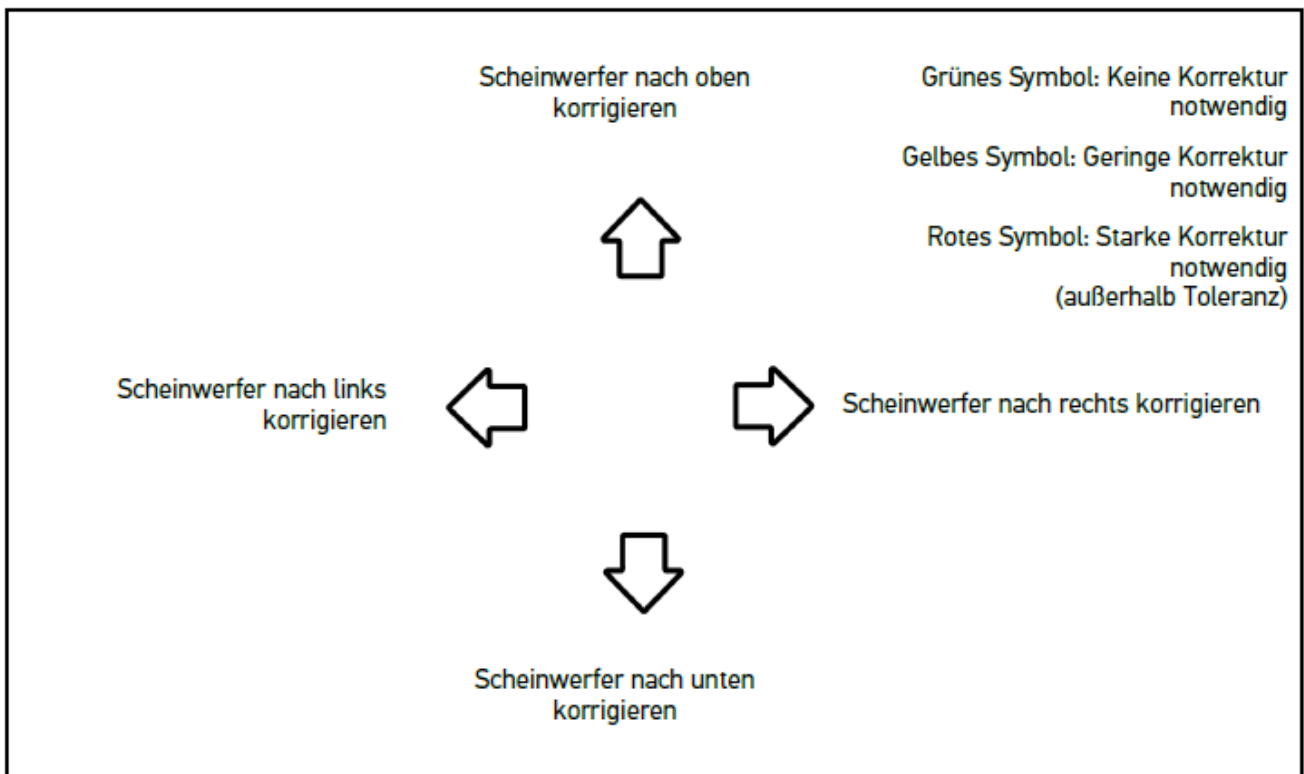 Scheinwerfer nach oben
korrigieren
Grünes Symbol: Keine Korrektur
notwendig
Gelbes Symbol: Geringe Korrektur
notwendig
Rotes Symbol: Starke Korrektur
notwendig
(außerhalb Toleranz)
Scheinwerfer nach links
korrigieren
Scheinwerfer nach rechts korrigieren
Scheinwerfer nach unten
korrigieren